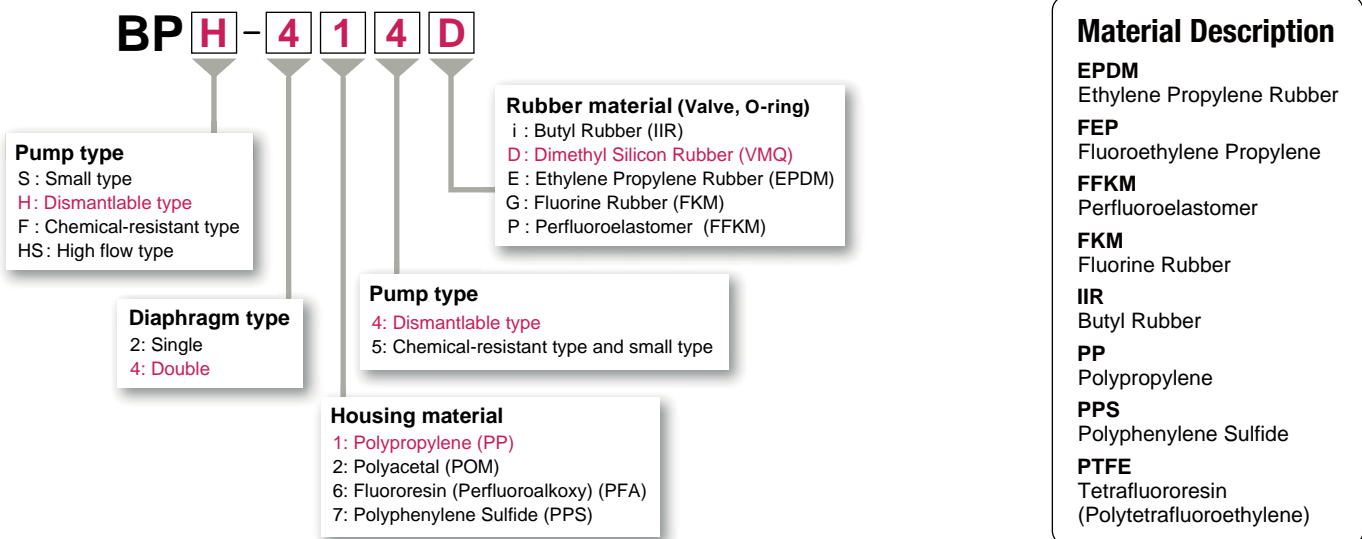 BPH-414D
Pump type
S : Small type
H : Dismantlable type
F : Chemical-resistant type
HS : High flow type
Diaphragm type
2: Single
4: Double
Housing material
1: Polypropylene (PP)
2: Polyacetal (POM)
6: Fluororesin (Perfluoroalkoxy) (PFA)
7: Polyphenylene Sulfide (PPS)
Pump type
4: Dismantlable type
5: Chemical-resistant type and small type
Rubber material (Valve, O-ring)
i : Butyl Rubber (IIR)
D : Dimethyl Silicon Rubber (VMQ)
E : Ethylene Propylene Rubber (EPDM)
G : Fluorine Rubber (FKM)
P : Perfluoroelastomer (FFKM)
Material Description
EPDM
Ethylene Propylene Rubber
FEP
Fluoroethylene Propylene
FFKM
Perfluoroelastomer
FKM
Fluorine Rubber
IIR
Butyl Rubber
PP
Polypropylene
PPS
Polyphenylene Sulfide
PTFE
Tetrafluororesin
(Polytetrafluoroethylene)